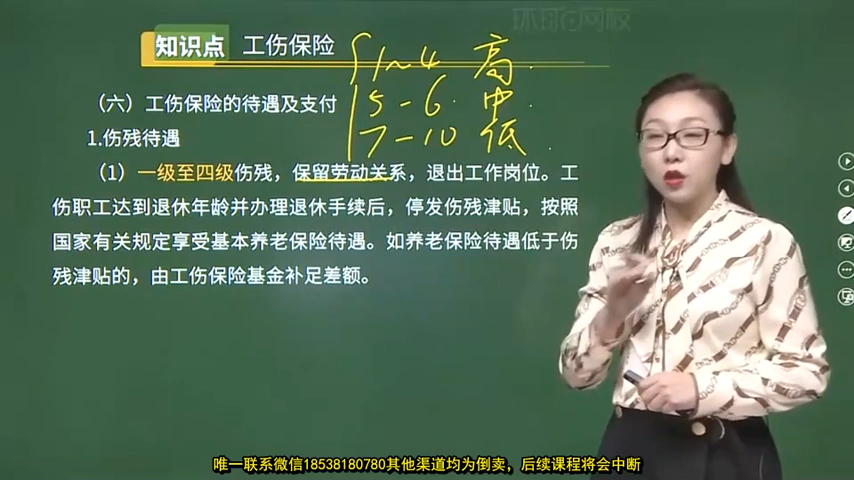 环球网校
知识点 工伤保险
1~4 高
5-6 中
7-10 低
（六）工伤保险的待遇及支付
1.伤残待遇
（1）一级至四级伤残，保留劳动关系，退出工作岗位。工
伤职工达到退休年龄并办理退休手续后，停发伤残津贴，按照
国家有关规定享受基本养老保险待遇。如养老保险待遇低于伤
残津贴的，由工伤保险基金补足差额。
唯一联系微信18538180780其他渠道均为倒卖，后续课程将会中断